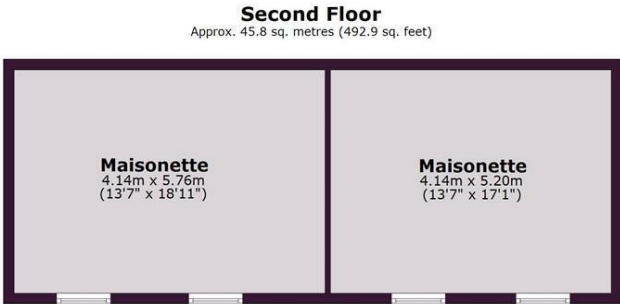 Second Floor
Approx. 45.8 sq. metres (492.9 sq. feet)
Maisonette
4.14m x 5.76m
(13'7" x 18'11")
Maisonette
4.14m x 5.20m
(13'7" x 17'1")